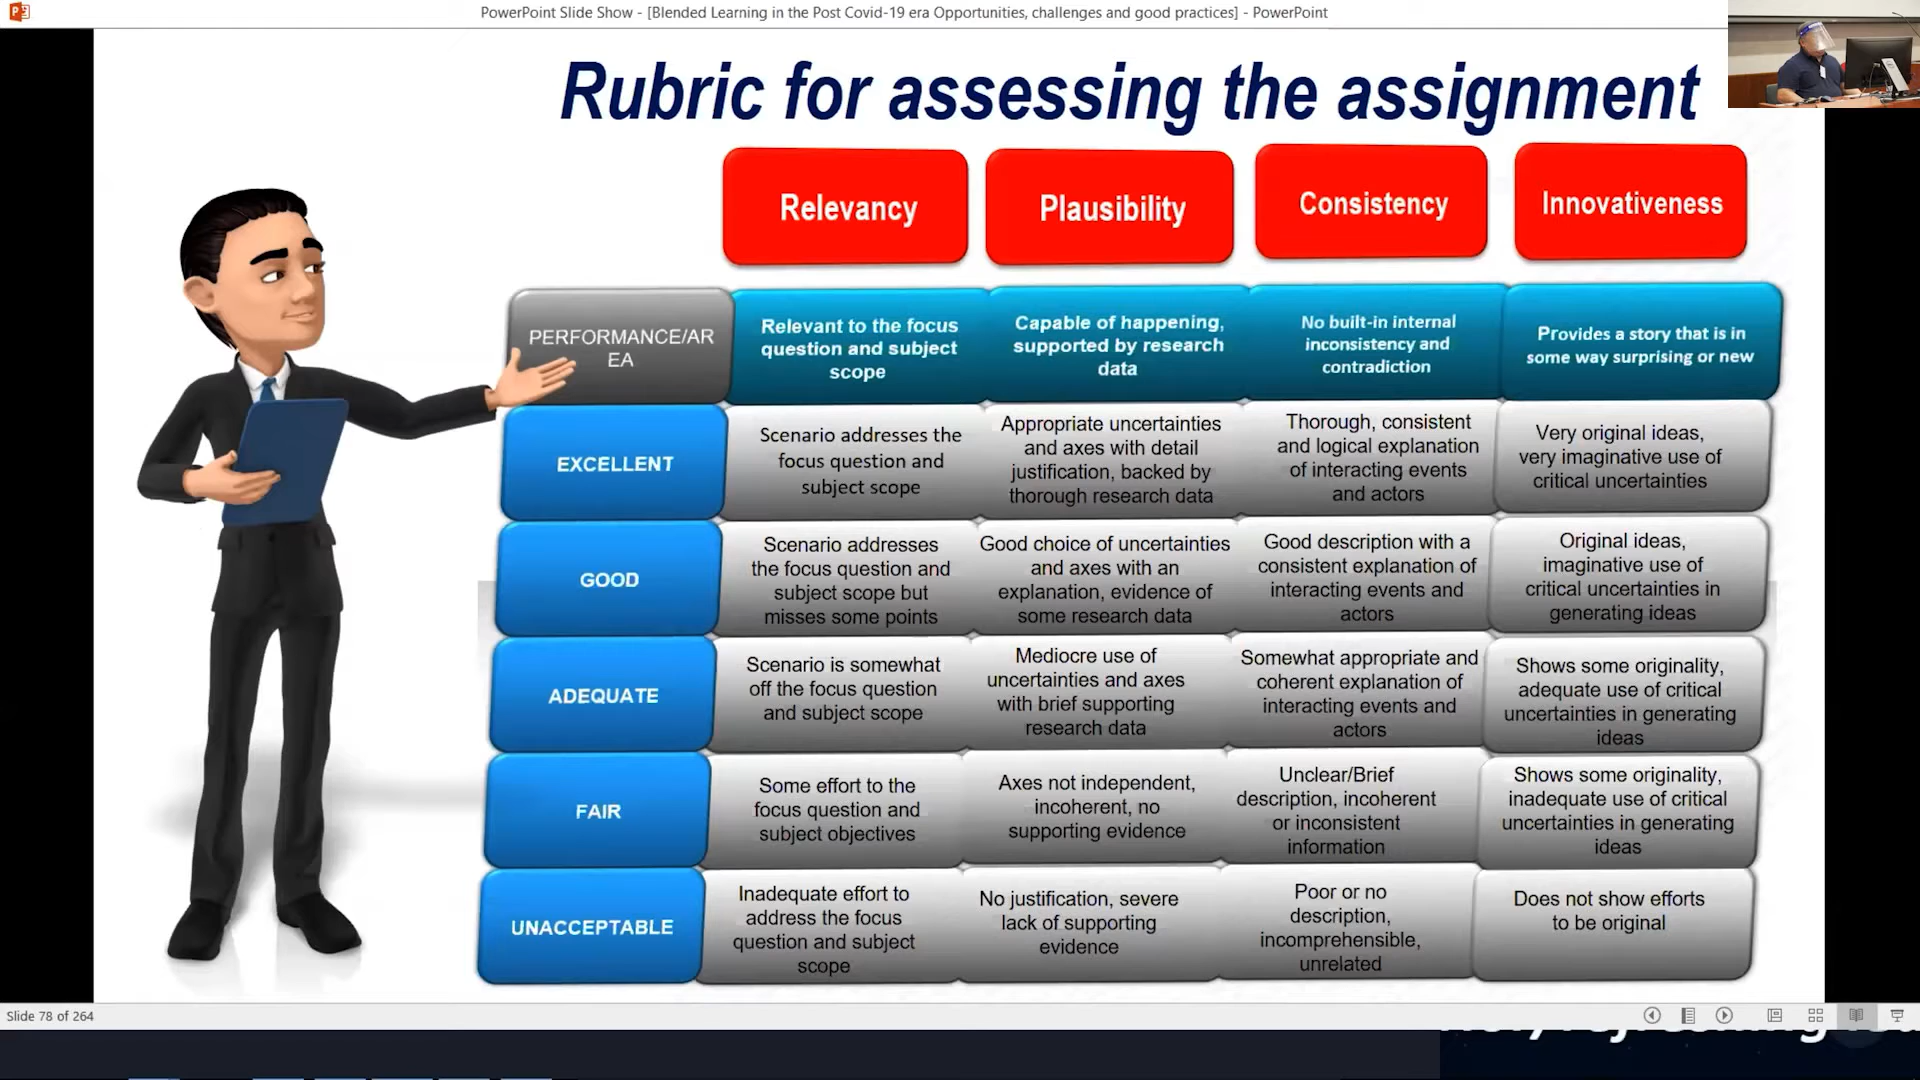 PowerPoint Slide Show - [Blended Learning in the Post Covid-19 era Opportunities, challenges and good practices] - PowerPoint
Rubric for assessing the assignment
Relevancy
Plausibility
Consistency
Innovativeness
PERFORMANCE/AR
EA
Relevant to the focus
question and subject
scope
Capable of happening,
supported by research
data
No built-in internal
inconsistency and
contradiction
Provides a story that is in
some way surprising or new
EXCELLENT
Scenario addresses the
focus question and
subject scope
Appropriate uncertainties
and axes with detail
justification, backed by
thorough research data
Thorough, consistent
and logical explanation
of interacting events
and actors
Very original ideas,
very imaginative use of
critical uncertainties
GOOD
Scenario addresses
the focus question and
subject scope but
misses some points
Good choice of uncertainties
and axes with an
explanation, evidence of
some research data
Good description with a
consistent explanation of
interacting events and
actors
Original ideas,
imaginative use of
critical uncertainties in
generating ideas
ADEQUATE
Scenario is somewhat
off the focus question
and subject scope
Mediocre use of
uncertainties and axes
with brief supporting
research data
Somewhat appropriate and
coherent explanation of
interacting events and
actors
Shows some originality,
adequate use of critical
uncertainties in generating
ideas
FAIR
Some effort to the
focus question and
subject objectives
Axes not independent,
incoherent, no
supporting evidence
Unclear/Brief
description, incoherent
or inconsistent
information
Shows some originality,
inadequate use of critical
uncertainties in generating
ideas
UNACCEPTABLE
Inadequate effort to
address the focus
question and subject
scope
No justification, severe
lack of supporting
evidence
Poor or no
description,
incomprehensible,
unrelated
Does not show efforts
to be original
Slide 78 of 264